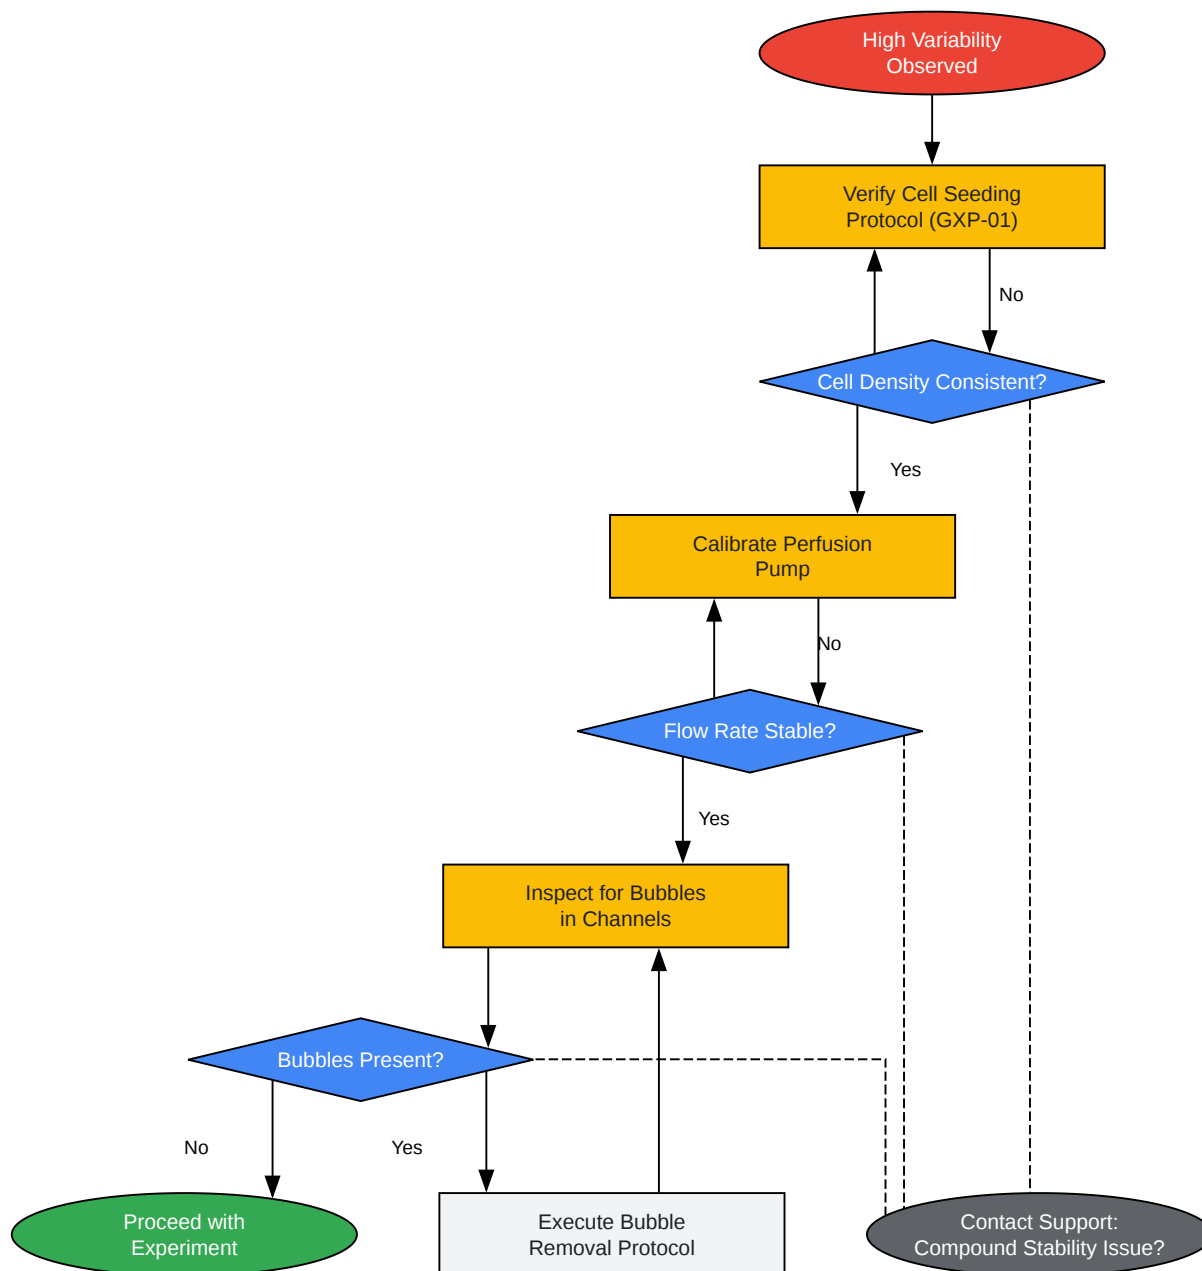 High Variability
Observed
Verify Cell Seeding
Protocol (GXP-01)
No
Cell Density Consistent?
Yes
Calibrate Perfusion
Pump
No
Flow Rate Stable?
Yes
Inspect for Bubbles
in Channels
Bubbles Present?
No
Yes
Proceed with
Experiment
Execute Bubble
Removal Protocol
Contact Support:
Compound Stability Issue?